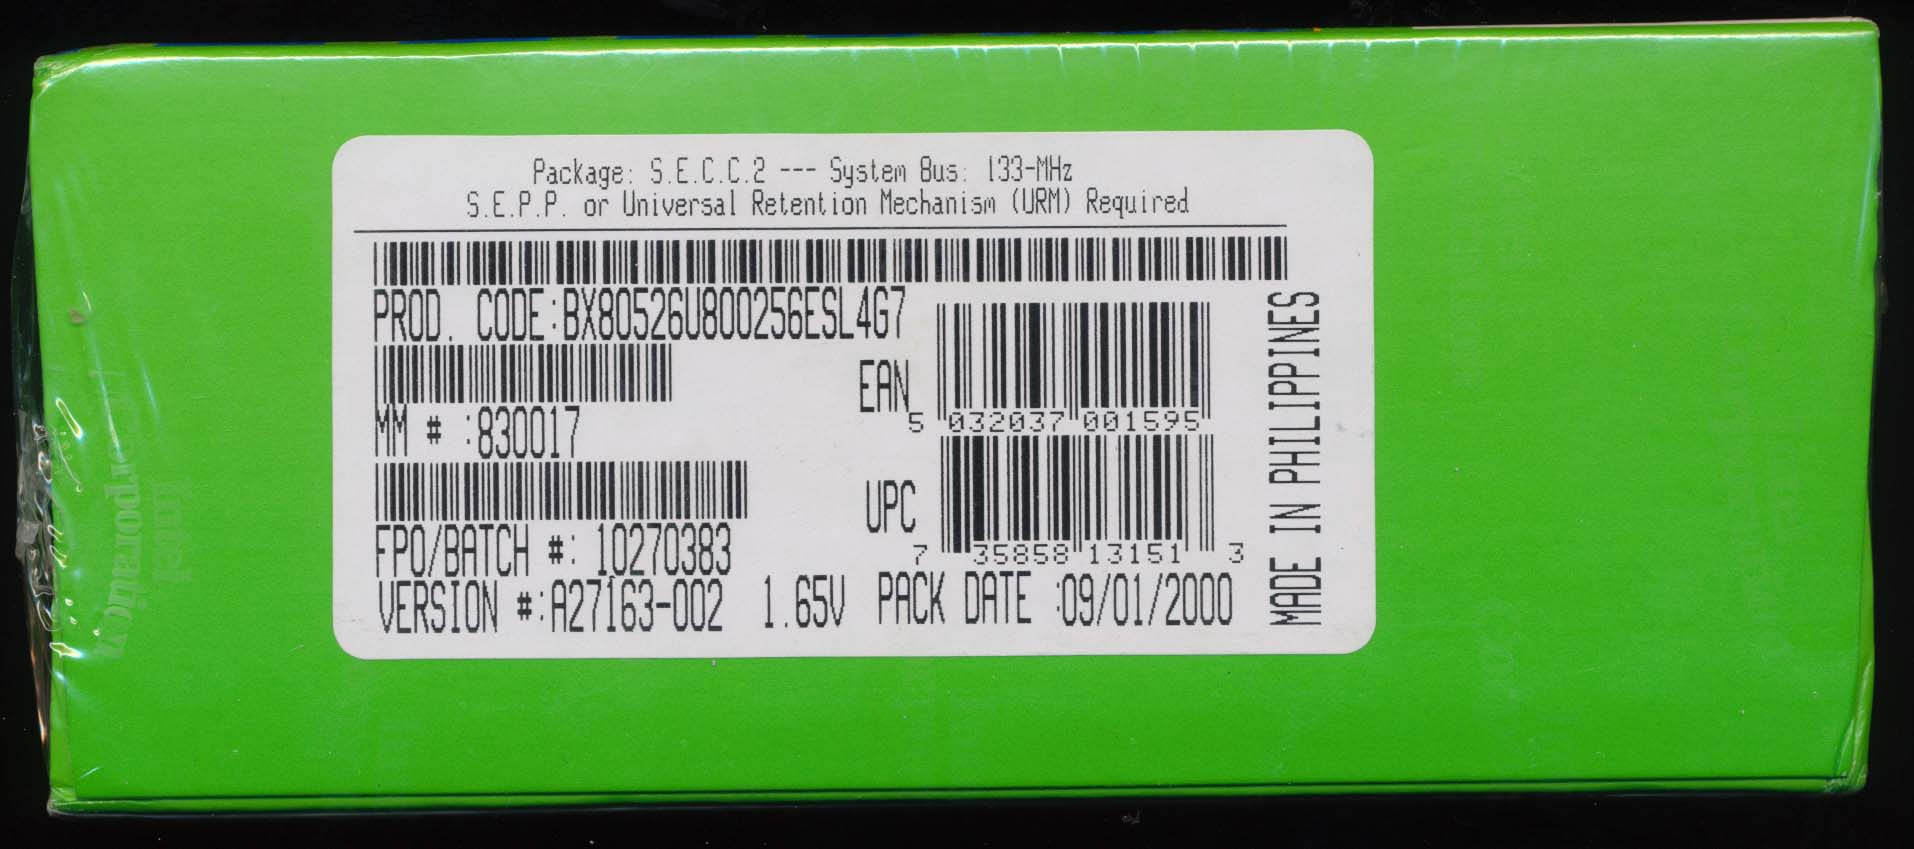 Package: S.E.C.C.2 --- System Bus: 133-MHz
S.E.P.P. or Universal Retention Mechanism (URM) Required
PROD. CODE:BX80526U800256ESL4G7
MM # :830017
EAN
5 032037 001595
UPC
7 35858 13151 3
FPO/BATCH #: 10270383
VERSION #:A27163-002 1.65V PACK DATE :09/01/2000
MADE IN PHILIPPINES